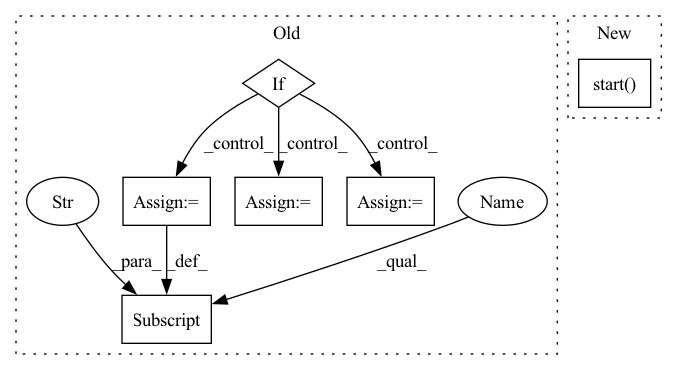 Old
New
If
start()
_control_
_control_
_control_
Str
Assign:=
Assign:=
Assign:=
Name
_para_
_def_
_qual_
Subscript